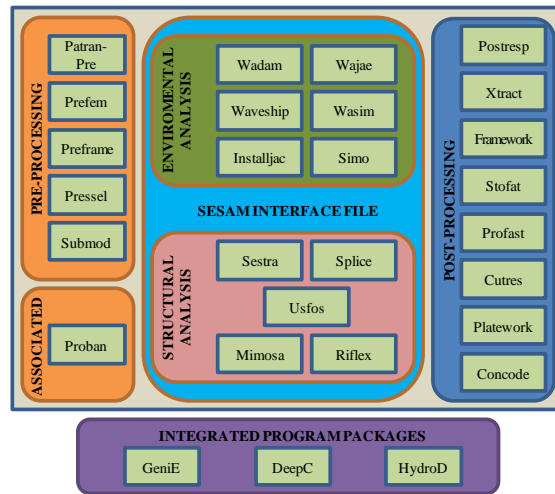 PRE-PROCESSING
Patran-
Pre
Prefem
Preframe
Pressel
Submod
ASSOCIATED
Proban
ENVIROMENTAL
ANALYSIS
Wadam
Wajae
Waveship
Wasim
Installjac
Simo
SESAM INTERFACE FILE
STRUCTURAL
ANALYSIS
Sestra
Splice
Usfos
Mimosa
Riflex
POST-PROCESSING
Postresp
Xtract
Framework
Stofat
Profast
Cutres
Platework
Concode
INTEGRATED PROGRAM PACKAGES
GeniE
DeepC
HydroD